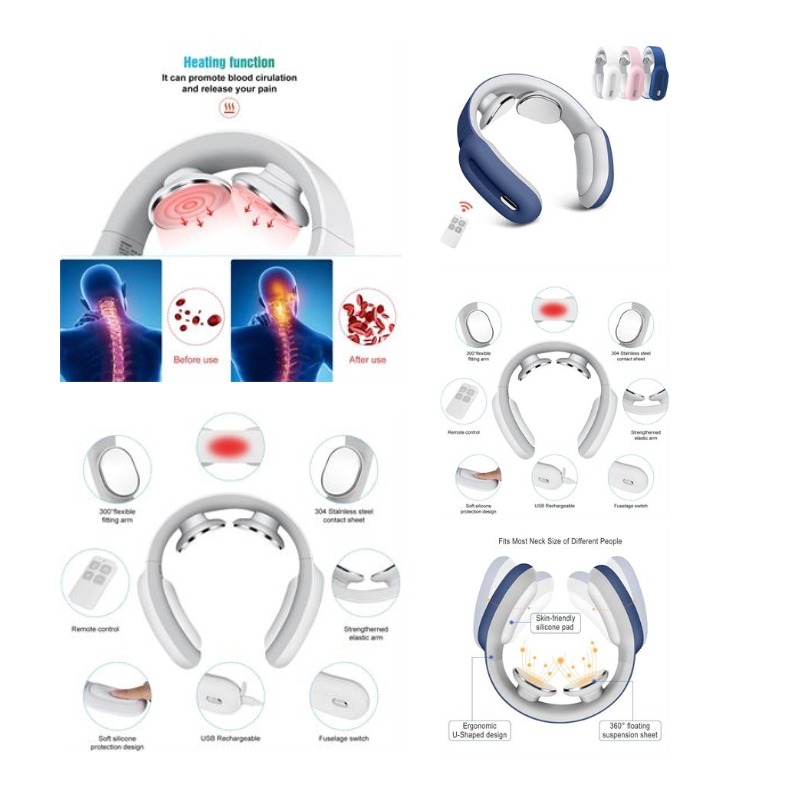 Heating function
It can promote blood cirulation
and release your pain
Before use
After use
300°flexible
fitting arm
304 Stainless steel
contact sheet
Remote control
Strengthened
elastic arm
Soft silicone
protection design
USB Rechargeable
Fuselage switch
300°flexible
fitting arm
304 Stainless steel
contact sheet
Remote control
Strengthened
elastic arm
Soft silicone
protection design
USB Rechargeable
Fuselage switch
Fits Most Neck Size of Different People
Skin-friendly
silicone pad
Ergonomic
U-Shaped design
360° floating
suspension sheet